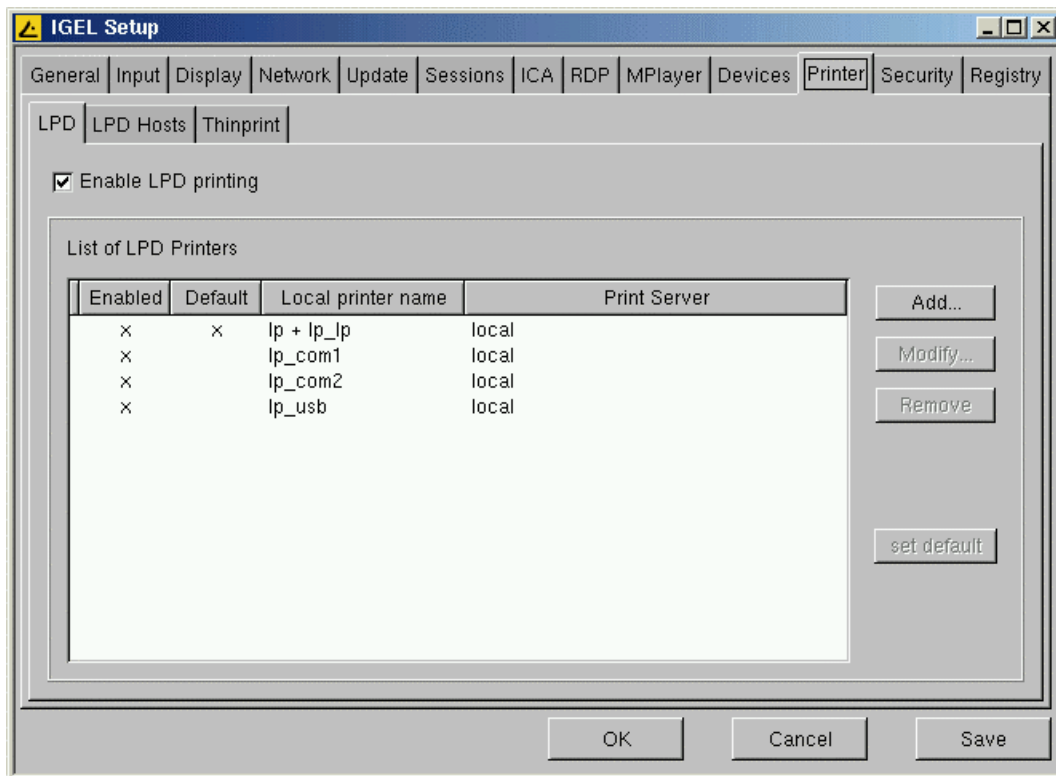 IGEL Setup
General Input Display Network Update Sessions ICA RDP MPlayer Devices Printer Security Registry
LPD LPD Hosts Thinprint
Enable LPD printing
List of LPD Printers
Enabled Default Local printer name Print Server
x x lp + lp_lp local
x lp_com1 local
x lp_com2 local
x lp_usb local
Add...
Modify...
Remove
set default
OK Cancel Save